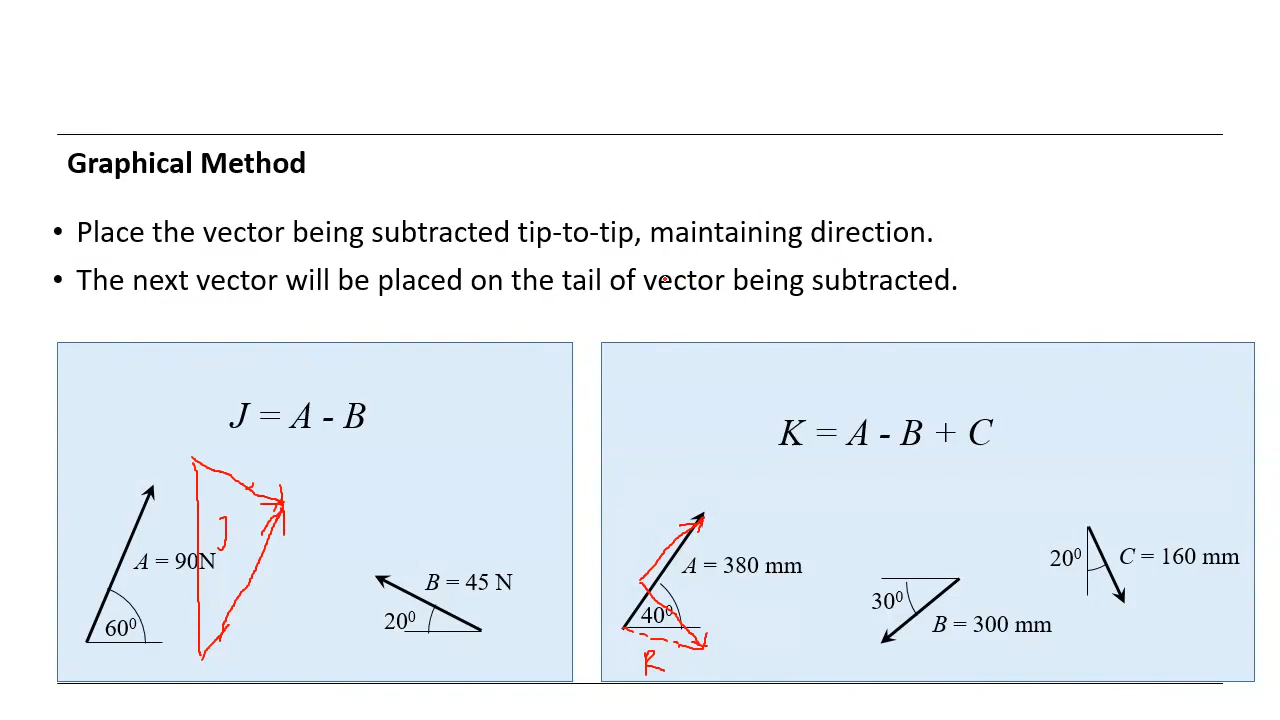 Graphical Method
• Place the vector being subtracted tip-to-tip, maintaining direction.
• The next vector will be placed on the tail of vector being subtracted.
J = A - B
K = A - B + C
J
A = 90N
60⁰
B = 45 N
20⁰
A = 380 mm
40⁰
R
30⁰
B = 300 mm
20⁰
C = 160 mm